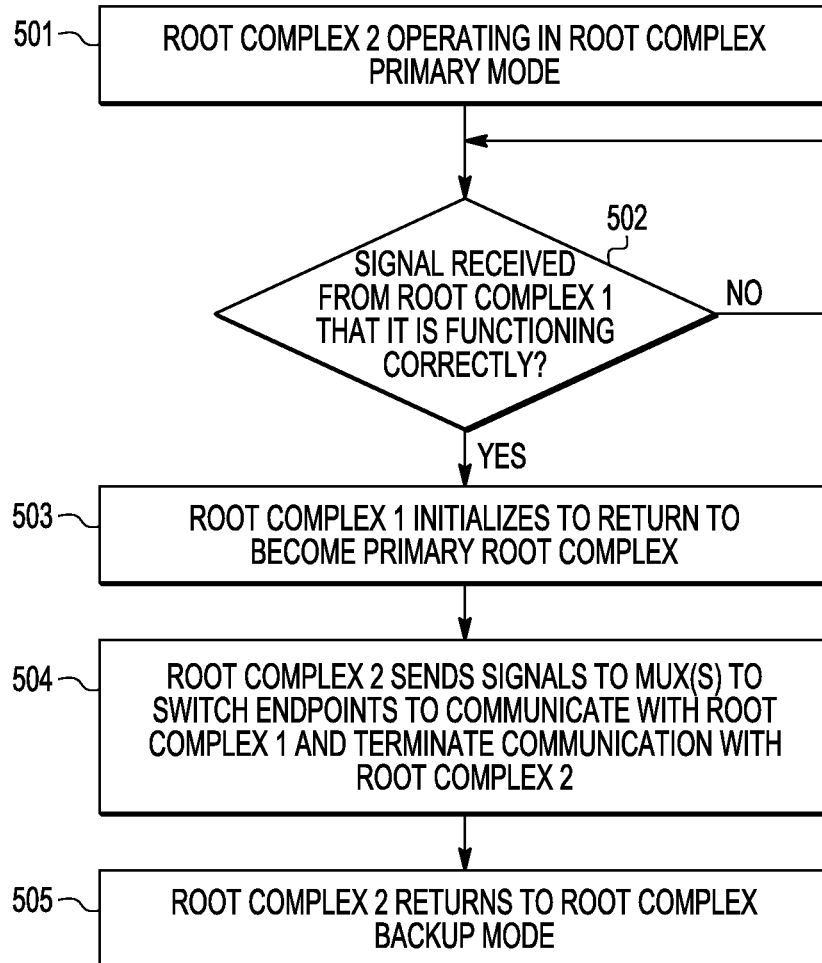 501
ROOT COMPLEX 2 OPERATING IN ROOT COMPLEX
PRIMARY MODE
502
SIGNAL RECEIVED
FROM ROOT COMPLEX 1
THAT IT IS FUNCTIONING
CORRECTLY?
NO
YES
503
ROOT COMPLEX 1 INITIALIZES TO RETURN TO
BECOME PRIMARY ROOT COMPLEX
504
ROOT COMPLEX 2 SENDS SIGNALS TO MUX(S) TO
SWITCH ENDPOINTS TO COMMUNICATE WITH ROOT
COMPLEX 1 AND TERMINATE COMMUNICATION WITH
ROOT COMPLEX 2
505
ROOT COMPLEX 2 RETURNS TO ROOT COMPLEX
BACKUP MODE